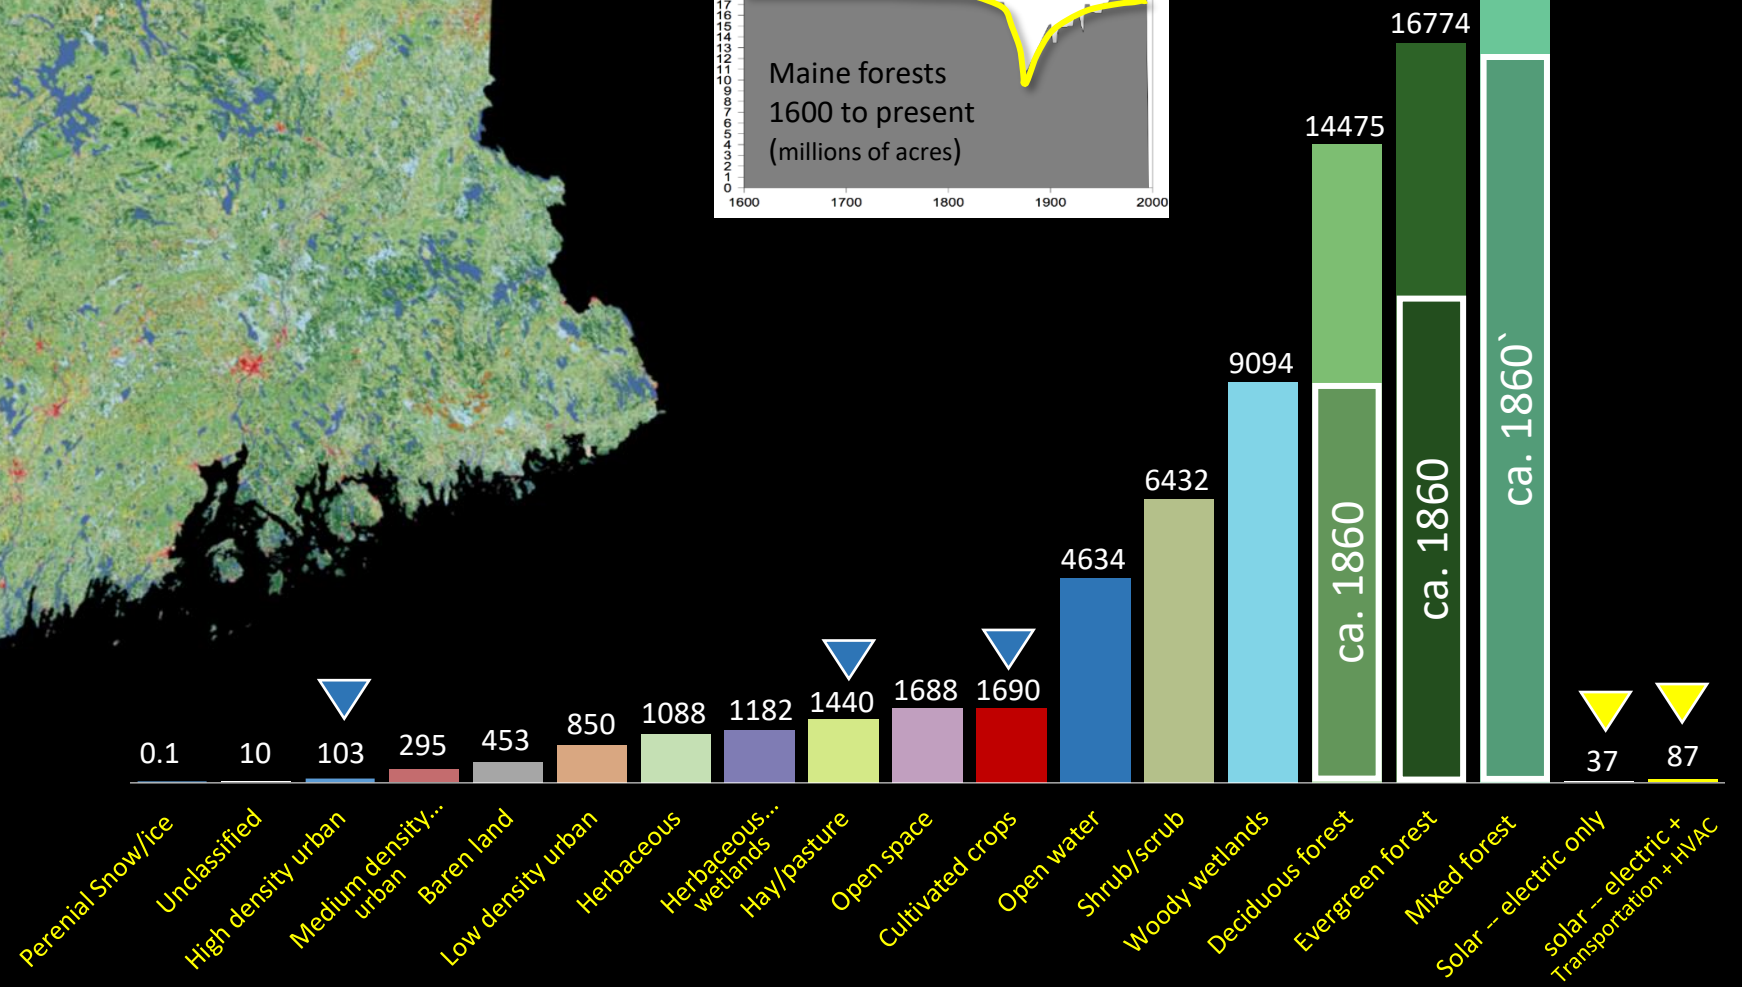 17
16
15
14
13
12
11
10
9
8
7
6
5
4
3
2
1
0
Maine forests
1600 to present
(millions of acres)
1600 1700 1800 1900 2000
0.1
10
103
295
453
850
1088
1182
1440
1688
1690
4634
6432
9094
14475
16774
37
87
ca. 1860
ca. 1860
ca. 1860`
Perenial Snow/ice
Unclassified
High density urban
Medium density...
urban
Baren land
Low density urban
Herbaceous
Herbaceous...
wetlands
Hay/pasture
Open space
Cultivated crops
Open water
Shrub/scrub
Woody wetlands
Deciduous forest
Evergreen forest
Mixed forest
Solar -- electric only
solar -- electric +
Transportation + HVAC